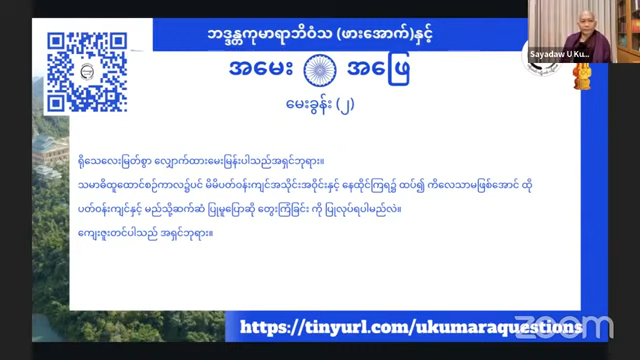 ဘဒ္ဒန္တကုမာရာဘိဝံသ (ဖားအောက်)နှင့်
အမေး အဖြေ
မေးခွန်း (၂)
ရိုသေလေးမြတ်စွာ လျှောက်ထားမေးမြန်းပါသည်အရှင်ဘုရား။
သမာဓိထူထောင်စဉ်ကာလ၌ပင် မိမိပတ်ဝန်းကျင်အသိုင်းအဝိုင်းနှင့် နေထိုင်ကြရ၌ ထပ်၍ ကိလေသာမဖြစ်အောင် ထို
ပတ်ဝန်းကျင်နှင့် မည်သို့ဆက်ဆံ ပြုမူပြောဆို တွေးကြံခြင်း ကို ပြုလုပ်ရပါမည်လဲ။
ကျေးဇူးတင်ပါသည် အရှင်ဘုရား။
https://tinyurl.com/ukumaraquestions
Sayadaw U Ku...
zoom